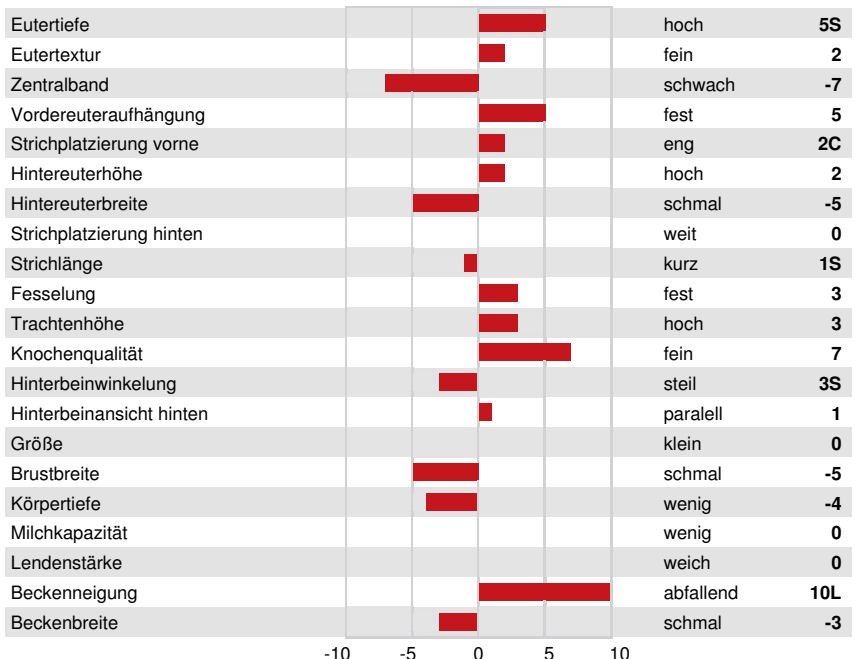 Eutertiefe hoch 5S
Eutertextur fein 2
Zentralband schwach -7
Vordereuteraufhängung fest 5
Strichplatzierung vorne eng 2C
Hintereuterhöhe hoch 2
Hintereuterbreite schmal -5
Strichplatzierung hinten weit 0
Strichlänge kurz 1S
Fesselung fest 3
Trachtenhöhe hoch 3
Knochenqualität fein 7
Hinterbeinwinkelung steil 3S
Hinterbeinansicht hinten paralell 1
Größe klein 0
Brustbreite schmal -5
Körpertiefe wenig -4
Milchkapazität wenig 0
Lendenstärke weich 0
Beckenneigung abfallend 10L
Beckenbreite schmal -3
-10 -5 0 5 10